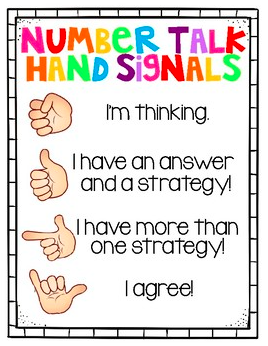 NUMBER TALK
HAND SiGNALS
I'm thinking.
I have an answer
and a strategy!
I have more than
one strategy!
I agree!